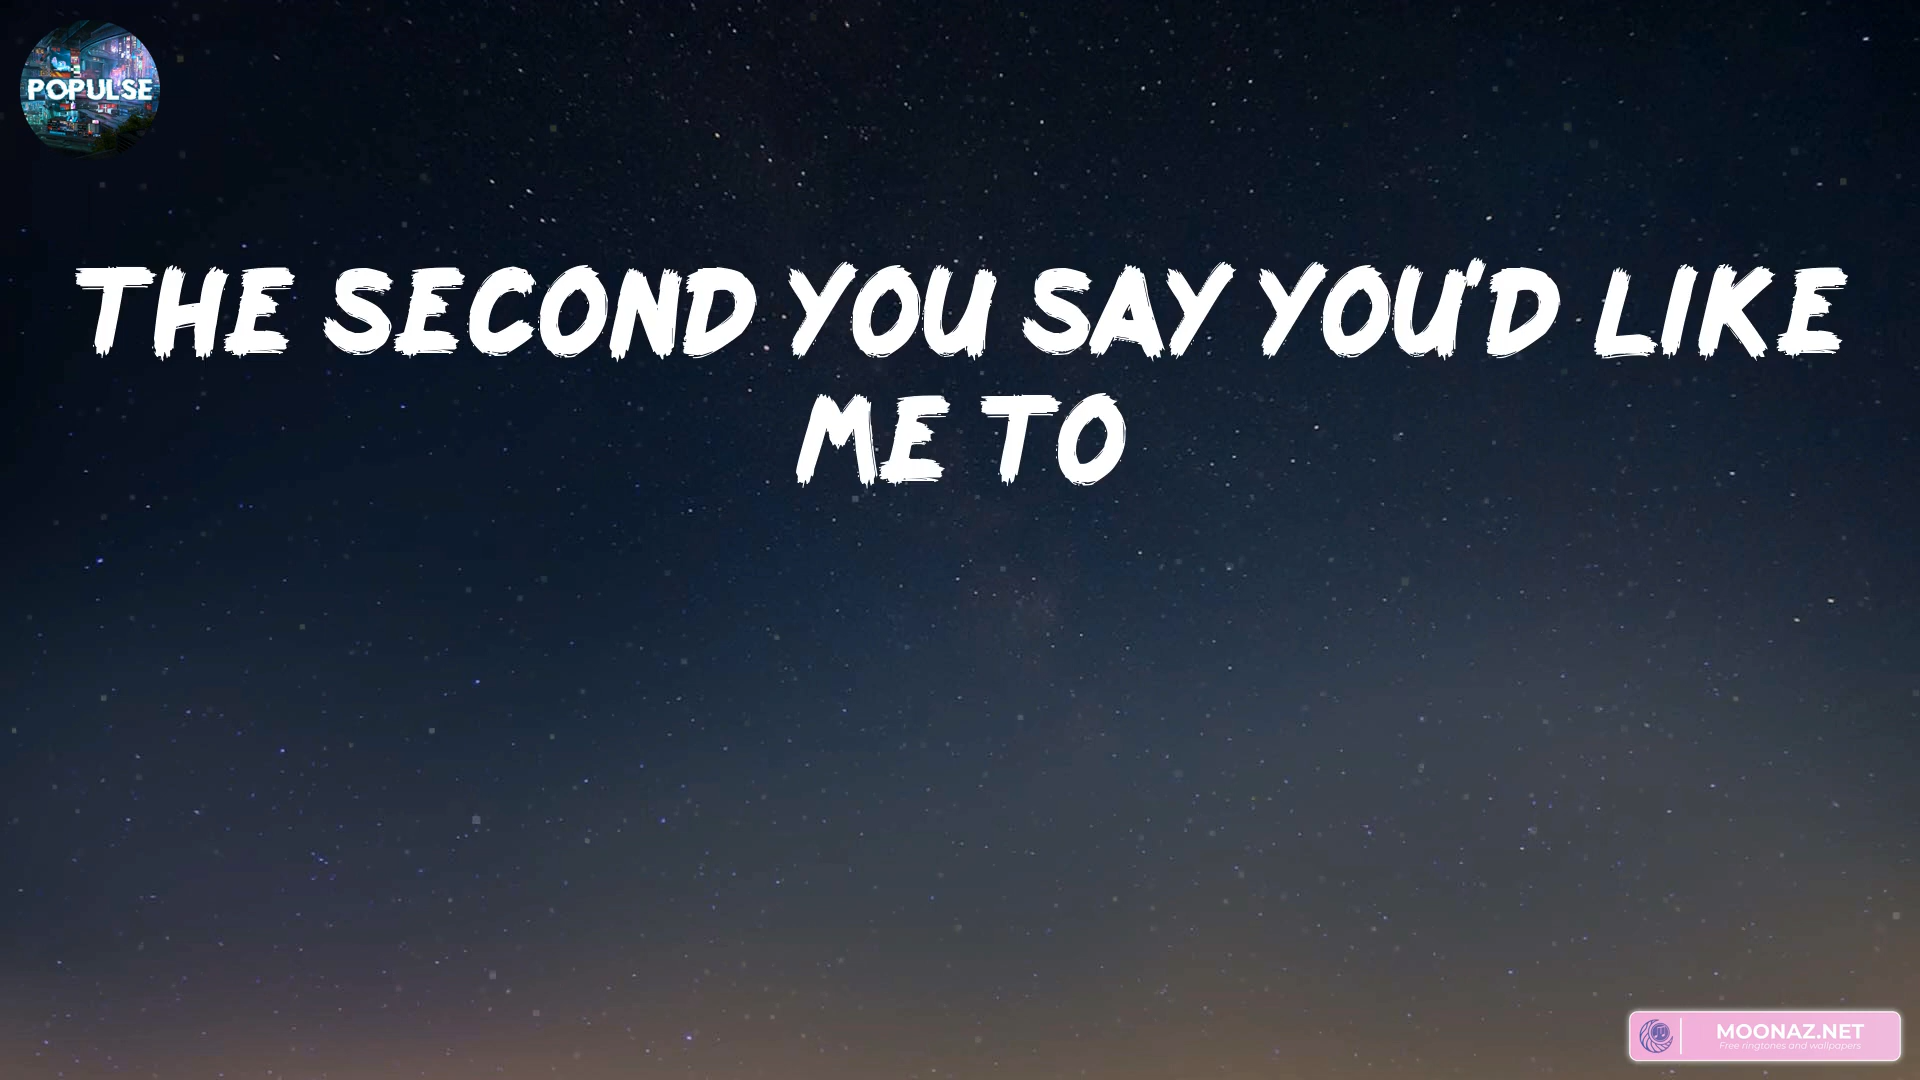 POPULSE
THE SECOND YOU SAY YOU'D LIKE
ME TO
MOONAZ.NET
Free ringtones and wallpapers